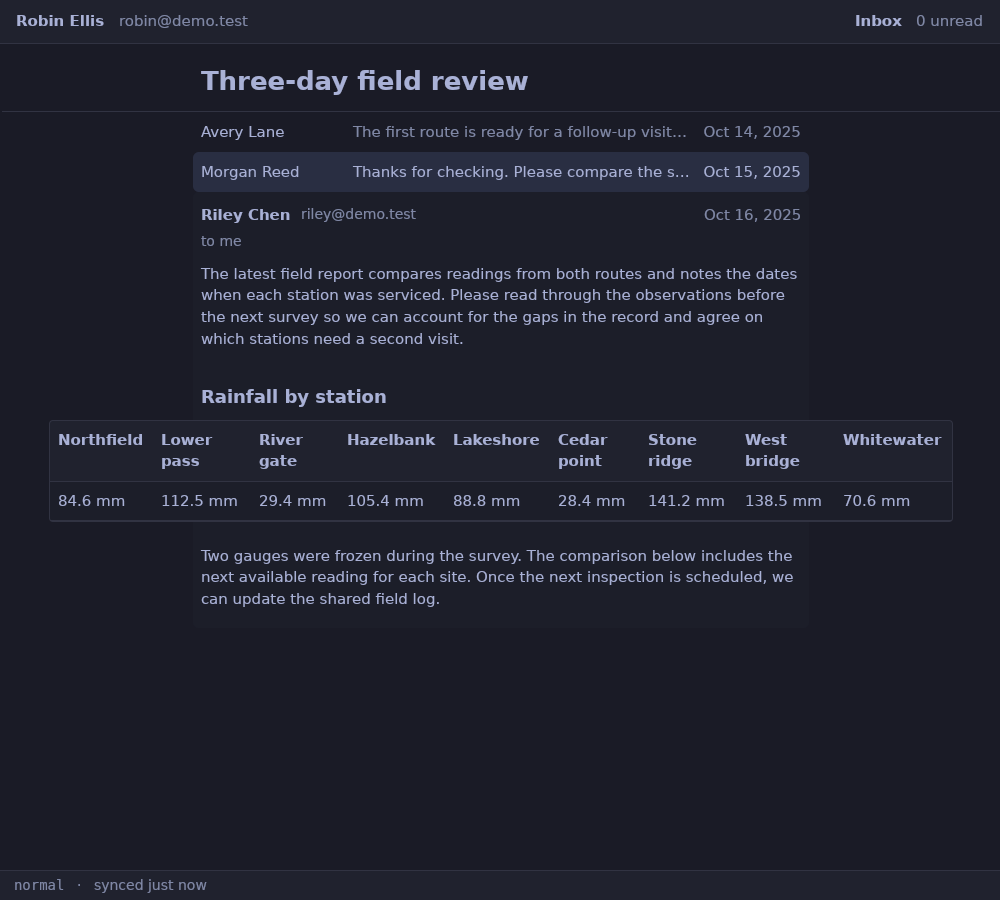 Robin Ellis robin@demo.test Inbox 0 unread
Three-day field review
Avery Lane The first route is ready for a follow-up visit… Oct 14, 2025
Morgan Reed Thanks for checking. Please compare the s… Oct 15, 2025
Riley Chen riley@demo.test Oct 16, 2025
to me
The latest field report compares readings from both routes and notes the dates
when each station was serviced. Please read through the observations before
the next survey so we can account for the gaps in the record and agree on
which stations need a second visit.
Rainfall by station
Northfield Lower pass River gate Hazelbank Lakeshore Cedar point Stone ridge West bridge Whitewater
84.6 mm 112.5 mm 29.4 mm 105.4 mm 88.8 mm 28.4 mm 141.2 mm 138.5 mm 70.6 mm
Two gauges were frozen during the survey. The comparison below includes the
next available reading for each site. Once the next inspection is scheduled, we
can update the shared field log.
normal · synced just now